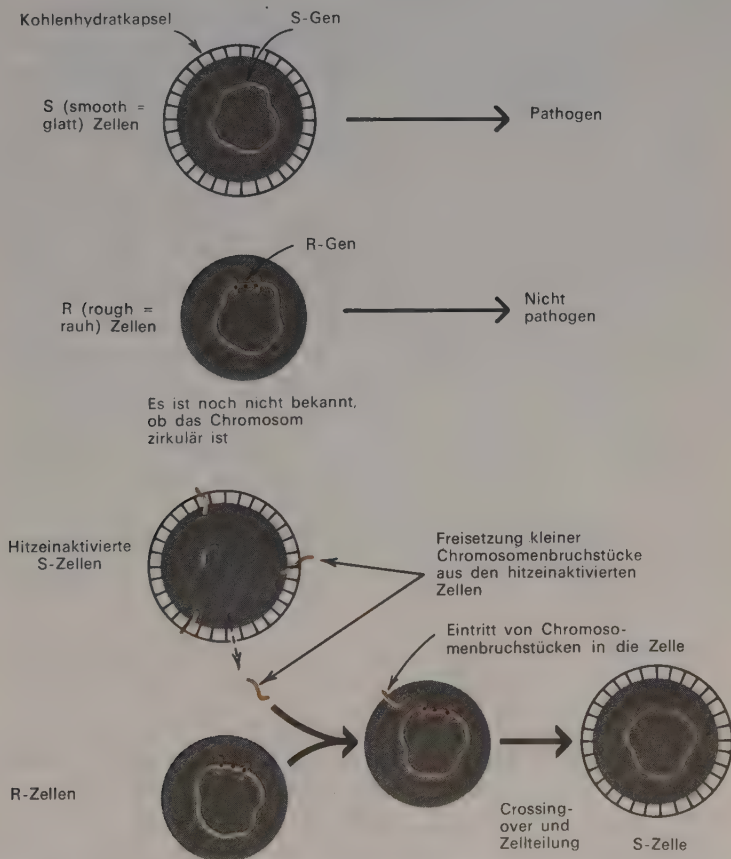 Kohlenhydratkapsel
S-Gen
S (smooth =
glatt) Zellen
Pathogen
R-Gen
R (rough =
rauh) Zellen
Nicht
pathogen
Es ist noch nicht bekannt,
ob das Chromosom
zirkulär ist
Hitzeinaktivierte
S-Zellen
Freisetzung kleiner
Chromosomenbruchstücke
aus den hitzeinaktivierten
Zellen
Eintritt von Chromoso-
menbruchstücken in die Zelle
R-Zellen
Crossing-
over und
Zellteilung
S-Zelle